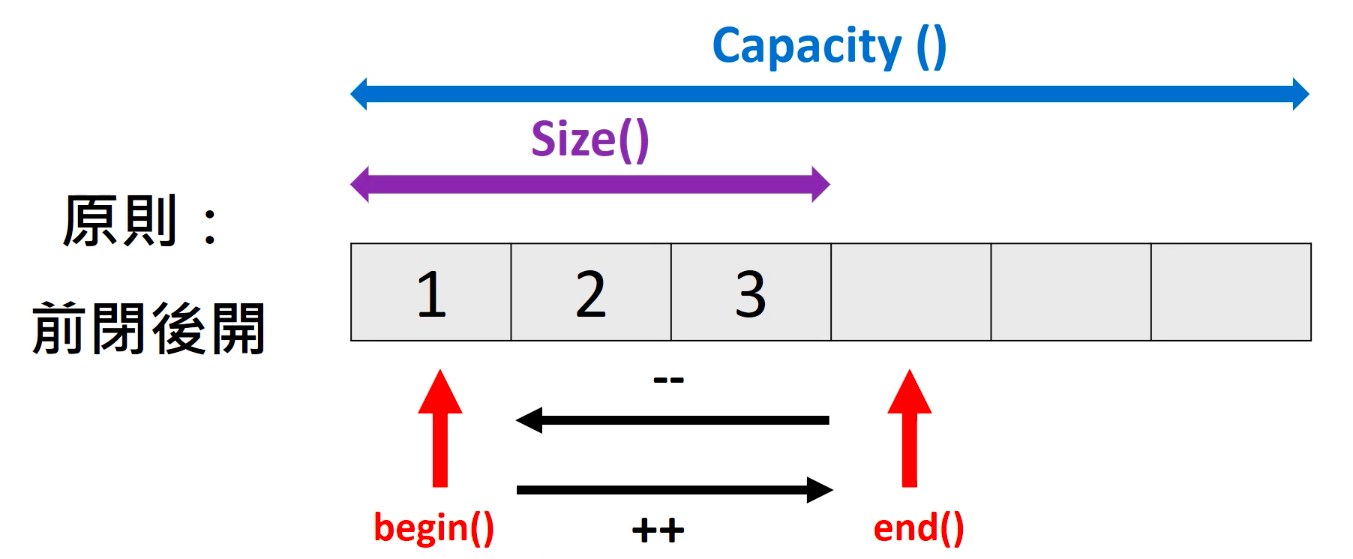 Capacity ()
Size()
原則：
前閉後開
1 2 3
--
++
begin()
end()